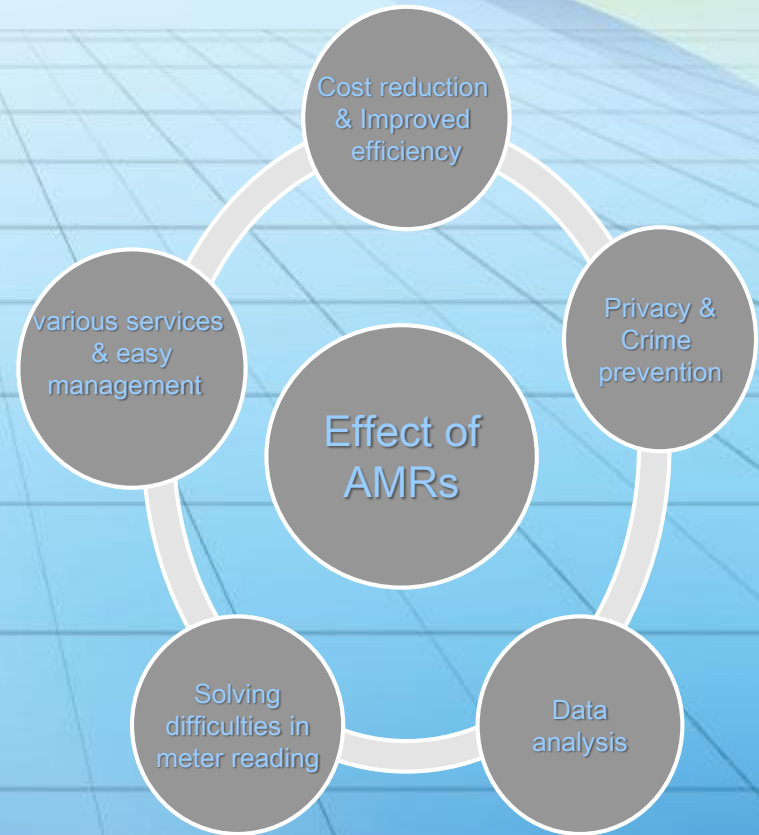 Cost reduction
& Improved
efficiency
Privacy &
Crime
prevention
various services
& easy
management
Effect of
AMRs
Solving
difficulties in
meter reading
Data
analysis